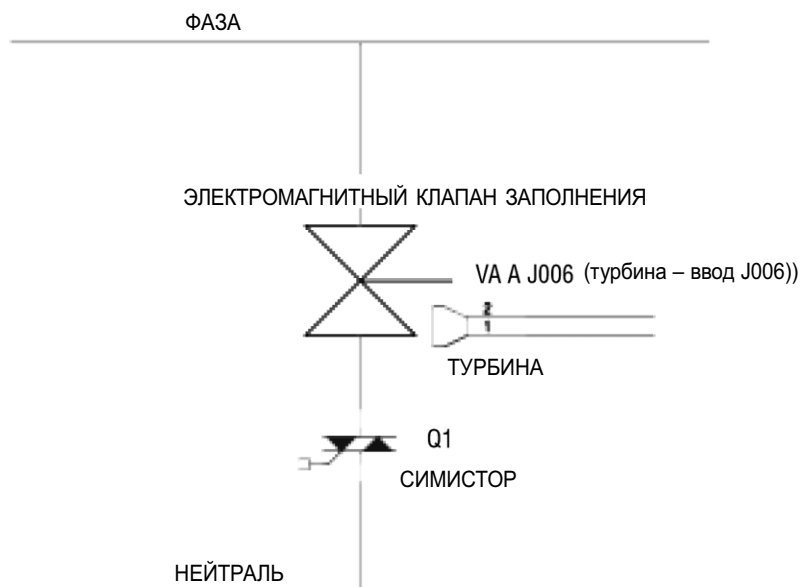 ФАЗА
ЭЛЕКТРОМАГНИТНЫЙ КЛАПАН ЗАПОЛНЕНИЯ
VA A J006 (турбина – ввод J006))
2
1
ТУРБИНА
Q1
СИМИСТОР
НЕЙТРАЛЬ